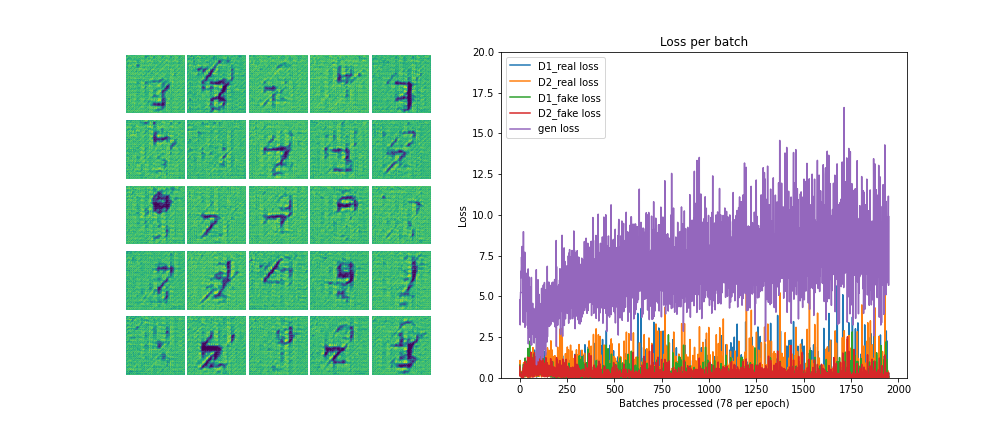 Loss per batch
20.0
17.5
15.0
12.5
10.0
7.5
5.0
2.5
0.0
Loss
D1_real loss
D2_real loss
D1_fake loss
D2_fake loss
gen loss
0 250 500 750 1000 1250 1500 1750 2000
Batches processed (78 per epoch)